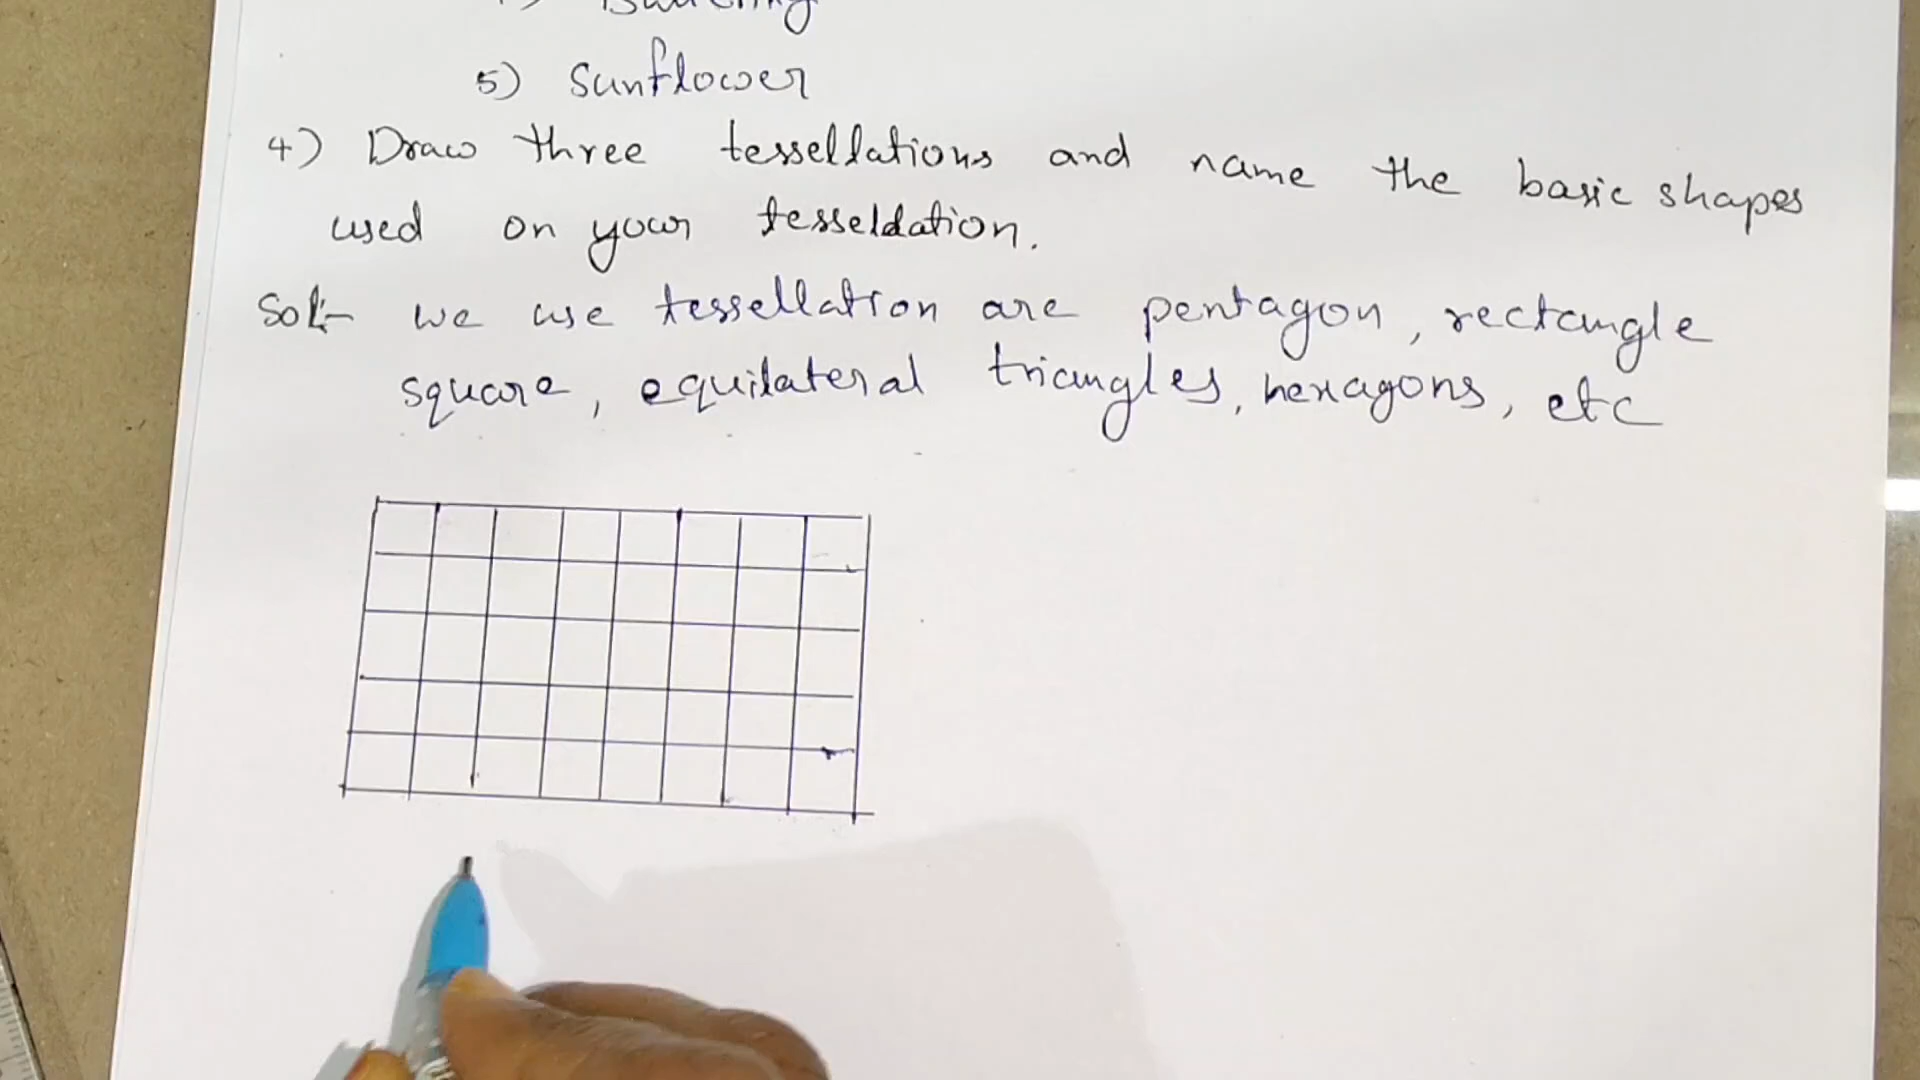 5) Sunflower
4) Draw three tessellations and name the basic shapes
used on your tesseldation.
Sol:- we use tessellation are pentagon, rectangle
square, equilateral triangles, hexagons, etc